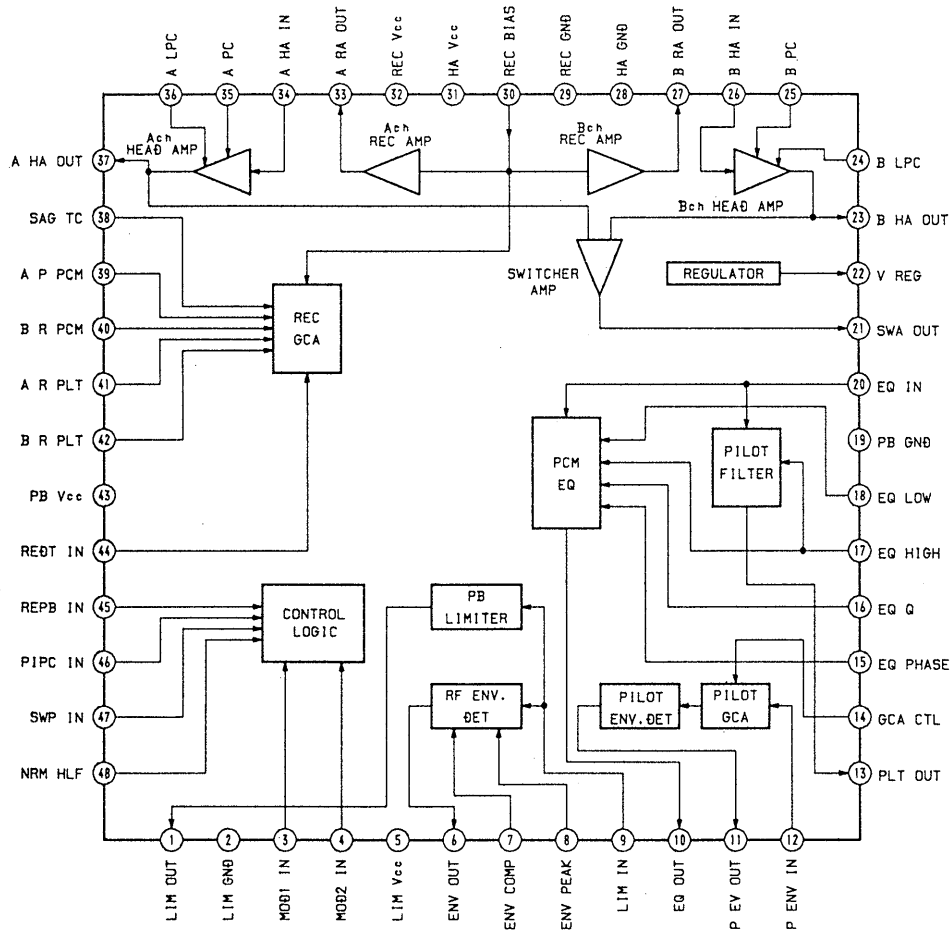 A LPC
A PC
A HA IN
A RA OUT
REC Vcc
HA Vcc
REC BIAS
REC GND
HA GND
B RA OUT
B HA IN
B PC
36
35
34
33
32
31
30
29
28
27
26
25
Ach
HEAD AMP
Ach
REC AMP
Bch
REC AMP
Bch HEAD AMP
A HA OUT 37
SAG TC 38
A P PCM 39
B R PCM 40
A R PLT 41
B R PLT 42
PB Vcc 43
REDT IN 44
REPB IN 45
PIPC IN 46
SWP IN 47
NRM HLF 48
24 B LPC
23 B HA OUT
22 V REG
21 SWA OUT
20 EQ IN
19 PB GND
18 EQ LOW
17 EQ HIGH
16 EQ Q
15 EQ PHASE
14 GCA CTL
13 PLT OUT
SWITCHER
AMP
REGULATOR
REC
GCA
PCM
EQ
PILOT
FILTER
CONTROL
LOGIC
PB
LIMITER
RF ENV.
DET
PILOT
ENV.DET
PILOT
GCA
1
2
3
4
5
6
7
8
9
10
11
12
LIM OUT
LIM GND
MOD1 IN
MOD2 IN
LIM Vcc
ENV OUT
ENV COMP
ENV PEAK
LIM IN
EQ OUT
P EV OUT
P ENV IN